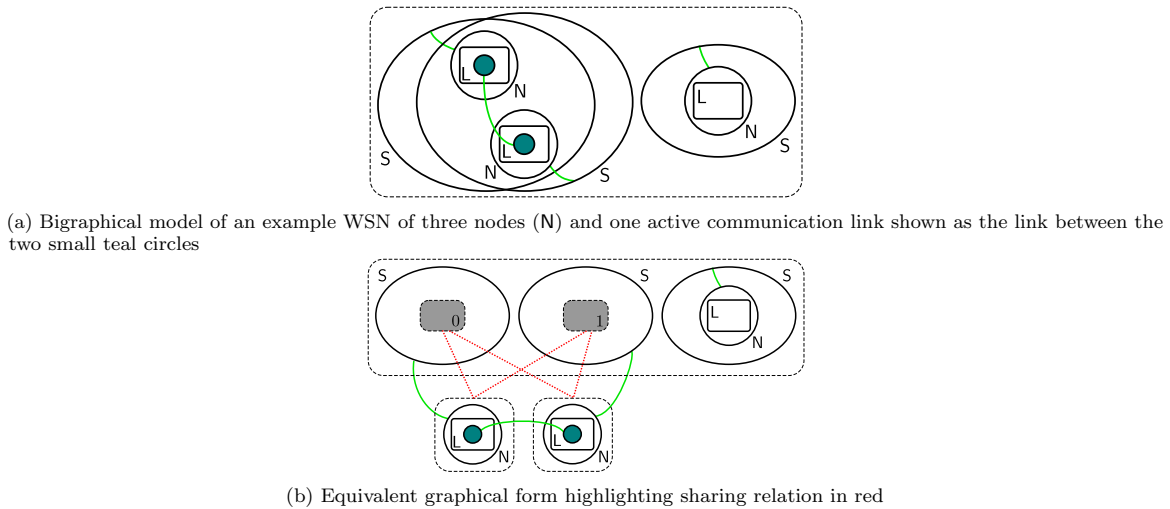 L
N
L
N
S
S
L
N
S
(a) Bigraphical model of an example WSN of three nodes (N) and one active communication link shown as the link between the
two small teal circles
S
S
S
0
1
L
N
L
N
L
N
(b) Equivalent graphical form highlighting sharing relation in red